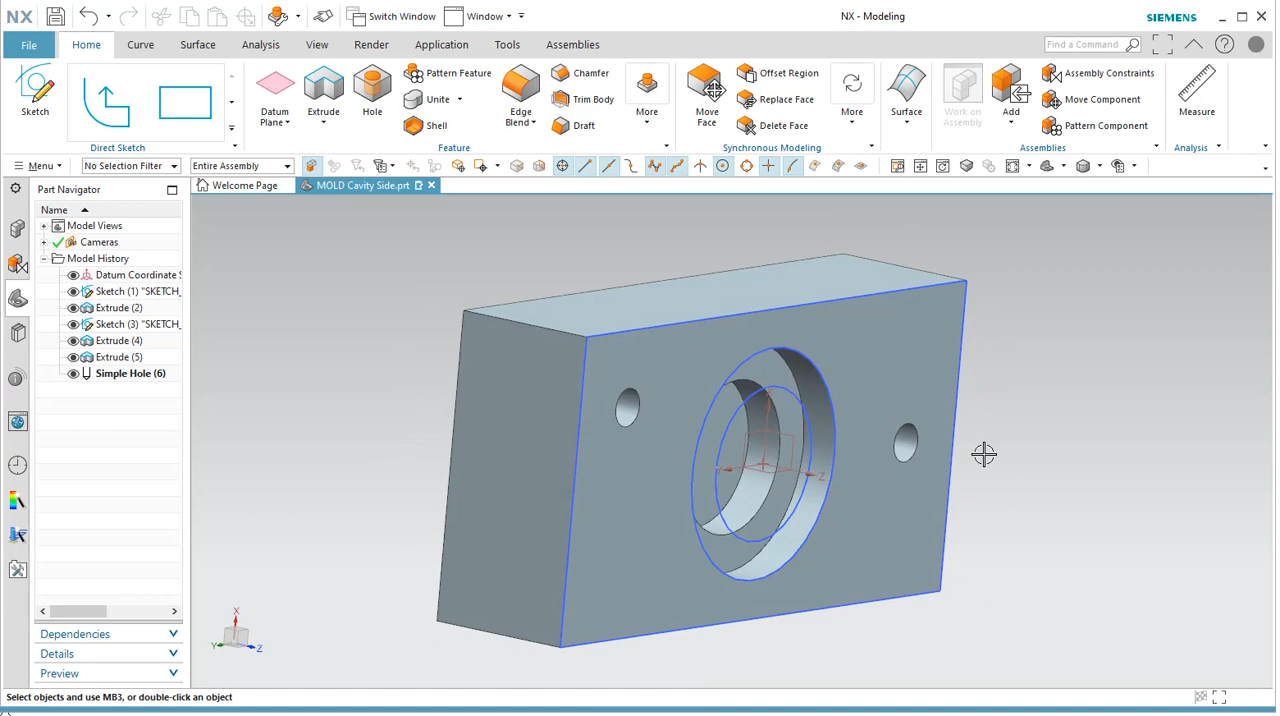 NX
Switch Window
Window
NX - Modeling
SIEMENS
File
Home
Curve
Surface
Analysis
View
Render
Application
Tools
Assemblies
Find a Command
Sketch
Direct Sketch
Datum
Plane
Extrude
Hole
Pattern Feature
Unite
Shell
Edge
Blend
Chamfer
Trim Body
Draft
More
Feature
Move
Face
Offset Region
Replace Face
Delete Face
More
Synchronous Modeling
Surface
Work on
Assembly
Add
Assembly Constraints
Move Component
Pattern Component
Assemblies
Measure
Analysis
Menu
No Selection Filter
Entire Assembly
Part Navigator
Welcome Page
MOLD Cavity Side.prt
Name
Model Views
Cameras
Model History
Datum Coordinate S
Sketch (1) "SKETCH_
Extrude (2)
Sketch (3) "SKETCH_
Extrude (4)
Extrude (5)
Simple Hole (6)
Dependencies
Details
Preview
Z
X
Y
Z
Select objects and use MB3, or double-click an object